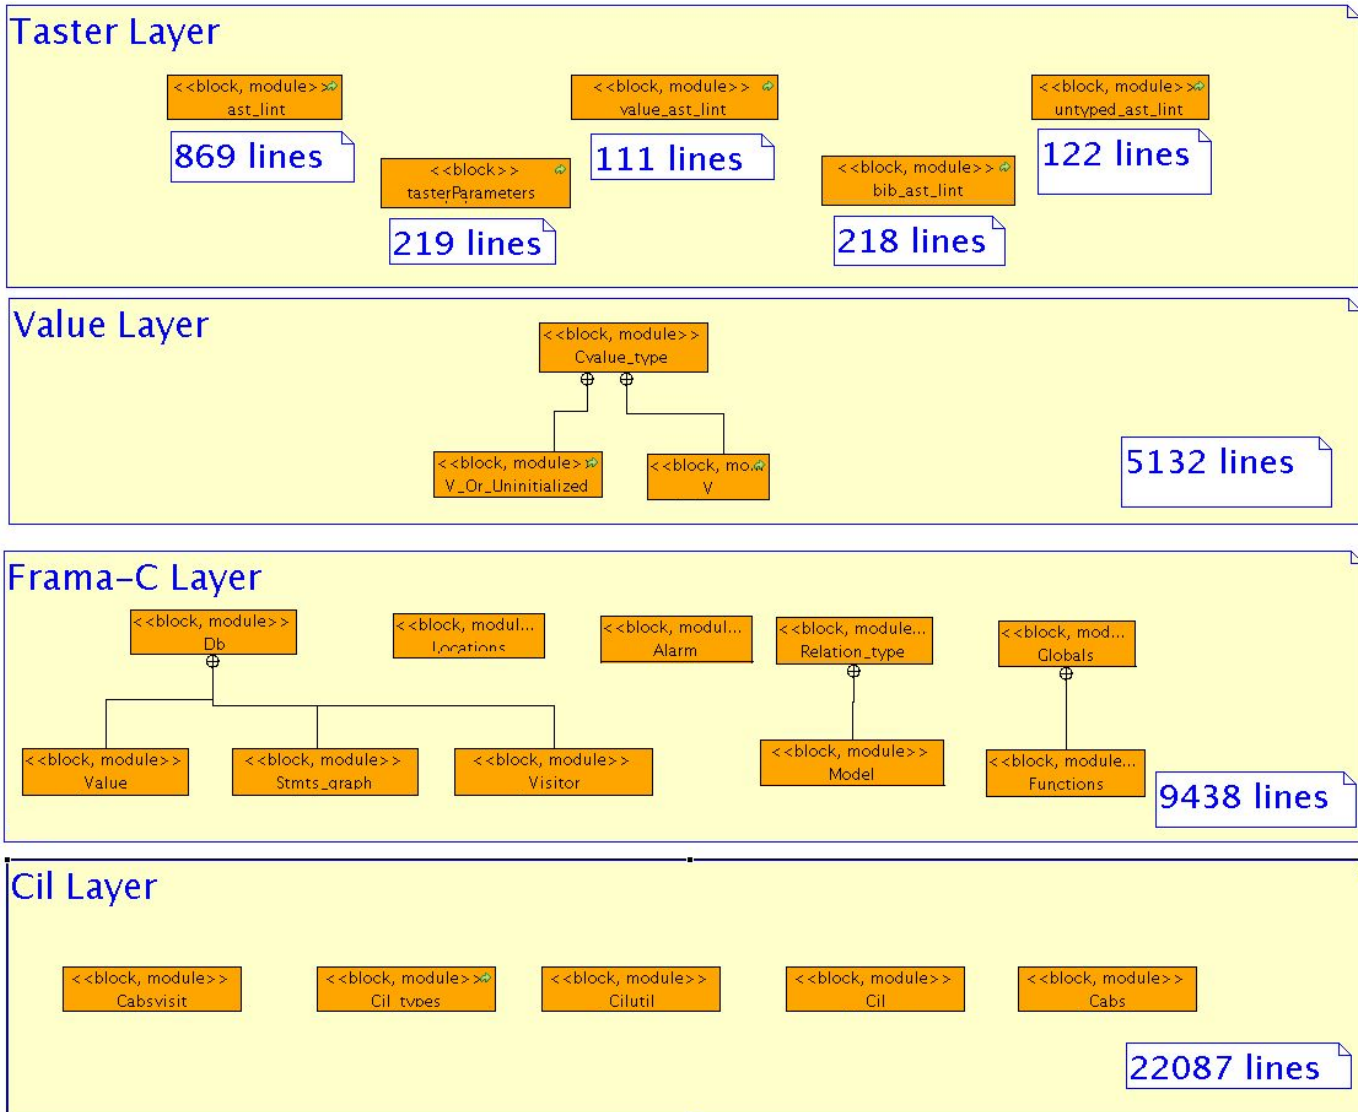 Taster Layer
<<block, module>>
ast_lint
869 lines
<<block>>
tasterParameters
219 lines
<<block, module>>
value_ast_lint
111 lines
<<block, module>>
bib_ast_lint
218 lines
<<block, module>>
untyped_ast_lint
122 lines
Value Layer
<<block, module>>
Cvalue_type
<<block, module>>
V_Or_Uninitialized
<<block, mo...
V
5132 lines
Frama-C Layer
<<block, module>>
Db
<<block, modul...
Locations
<<block, modul...
Alarm
<<block, module...
Relation_type
<<block, mod...
Globals
<<block, module>>
Value
<<block, module>>
Stmts_graph
<<block, module>>
Visitor
<<block, module>>
Model
<<block, module...
Functions
9438 lines
Cil Layer
<<block, module>>
Cabsvisit
<<block, module>>
Cil_types
<<block, module>>
Cilutil
<<block, module>>
Cil
<<block, module>>
Cabs
22087 lines